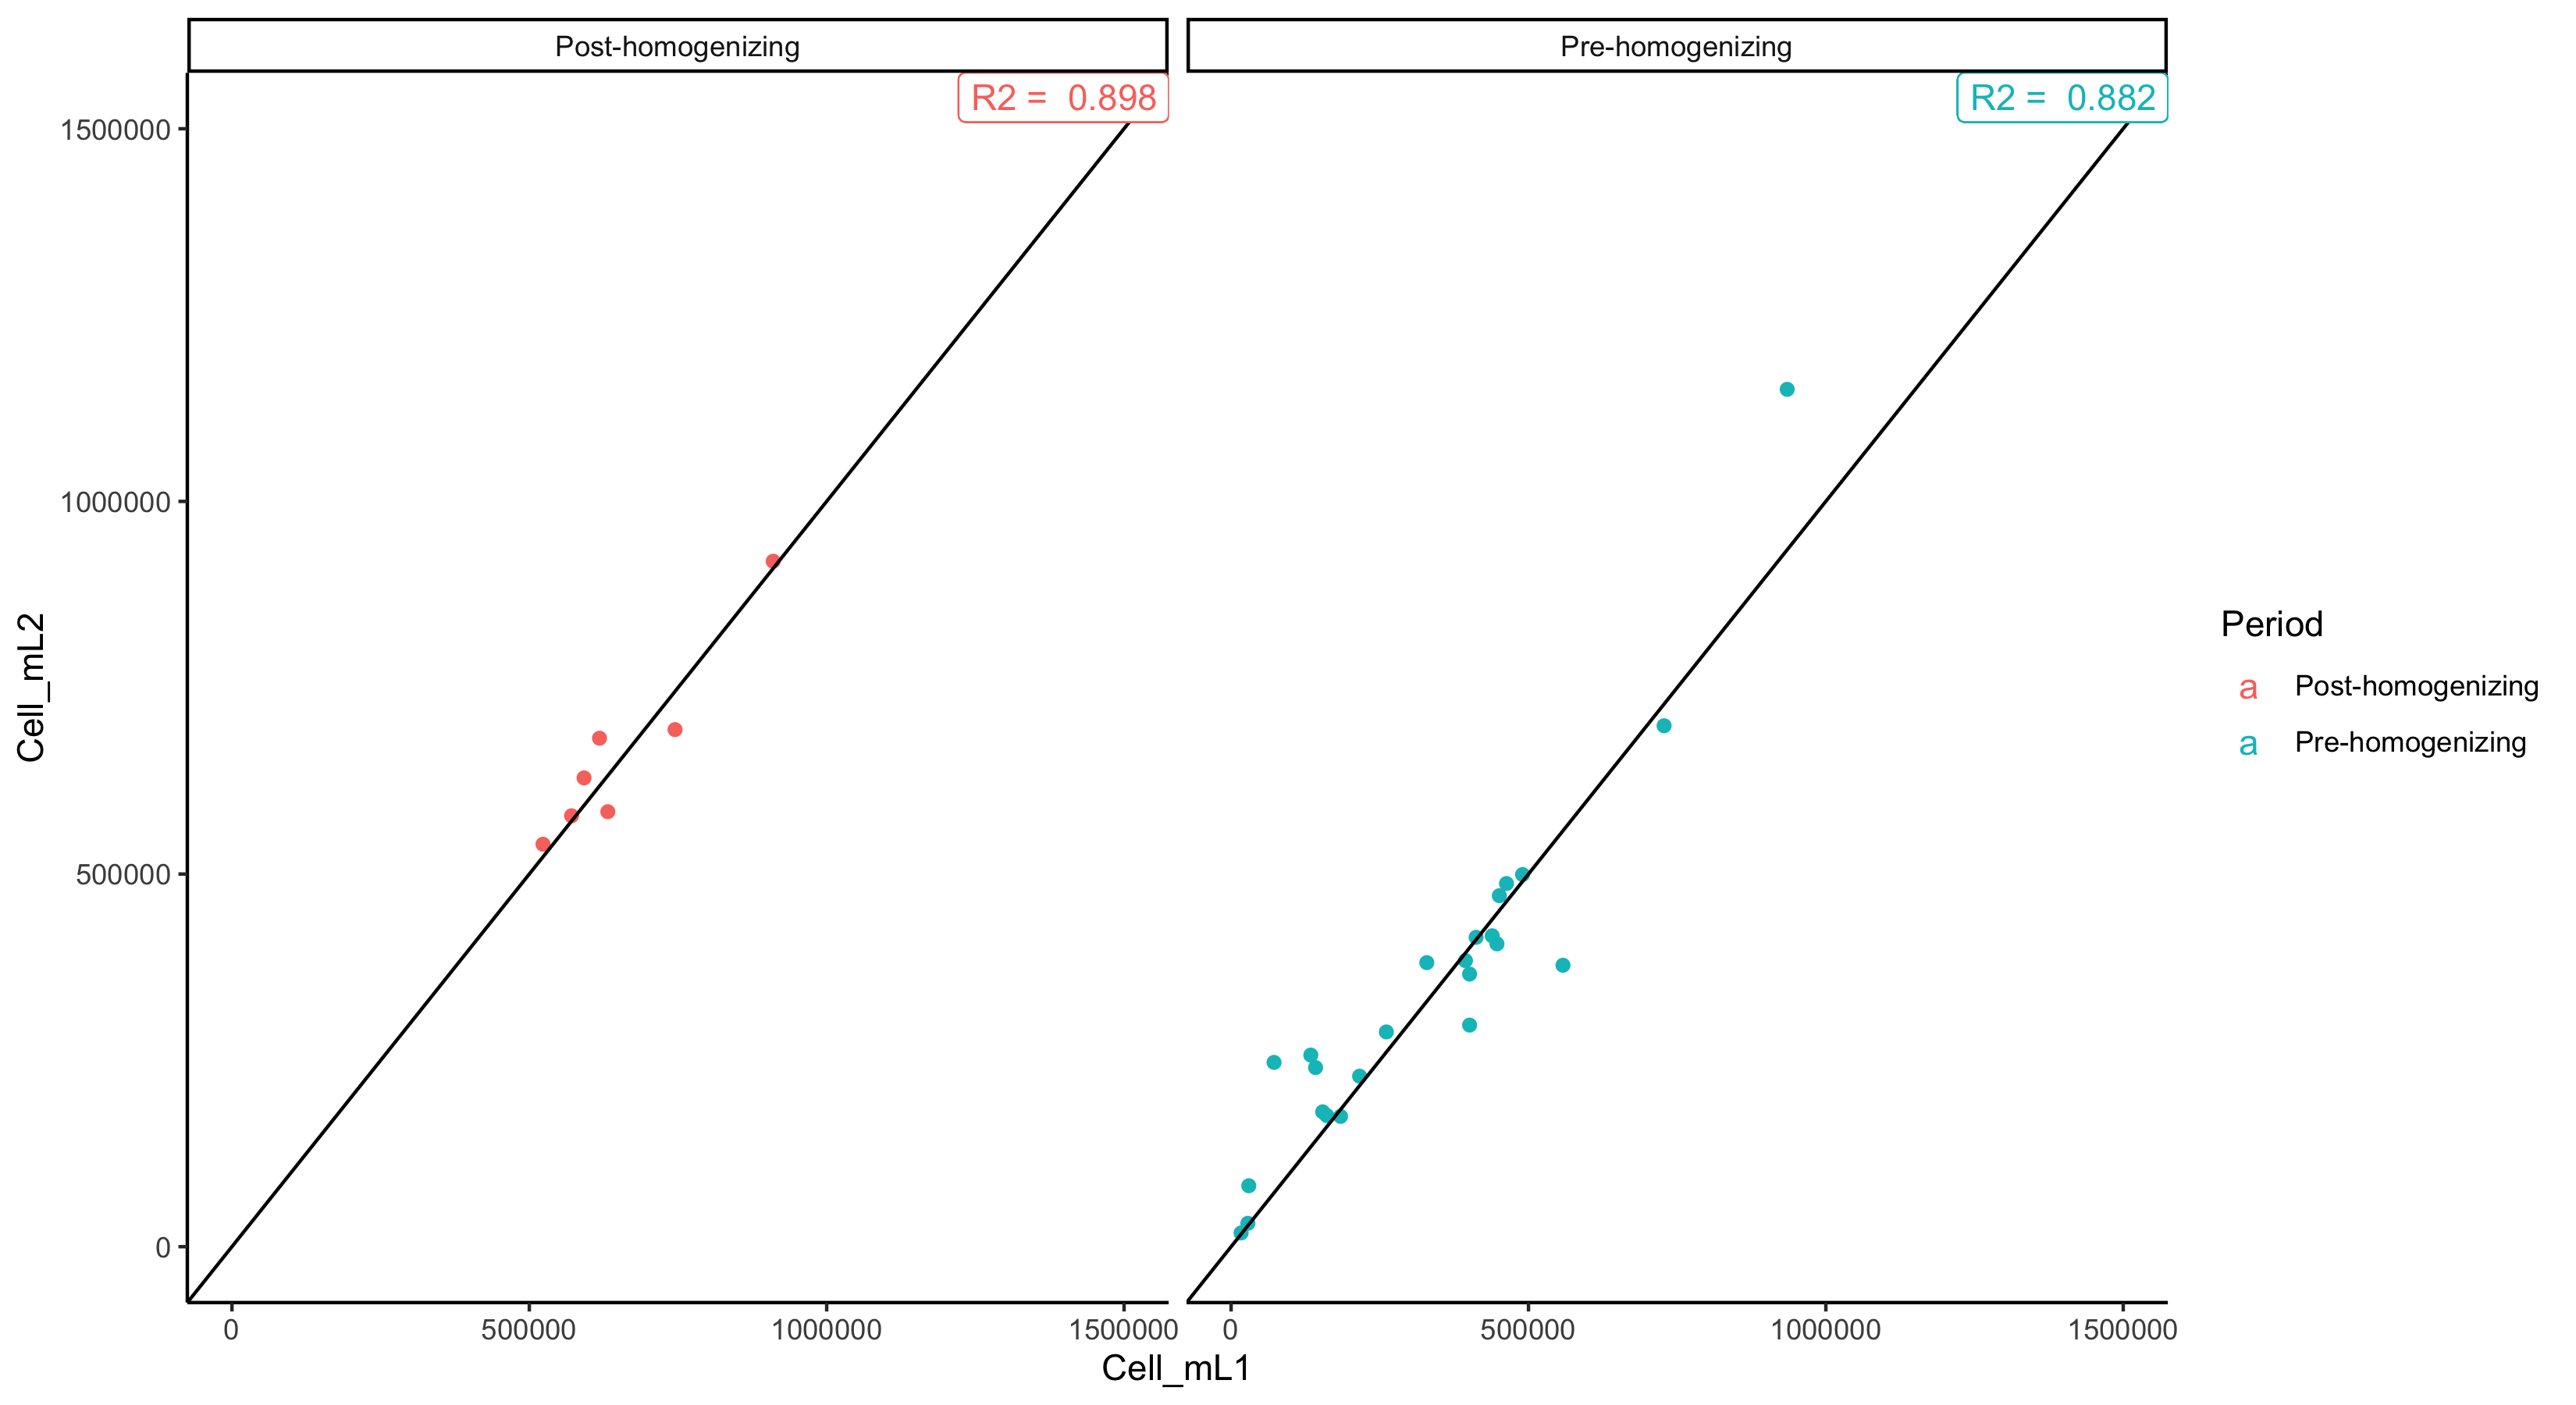 Post-homogenizing
Pre-homogenizing
R2 =  0.898
R2 =  0.882
1500000
1000000
500000
0
Cell_mL2
0
500000
1000000
1500000
0
500000
1000000
1500000
Cell_mL1
Period
a Post-homogenizing
a Pre-homogenizing